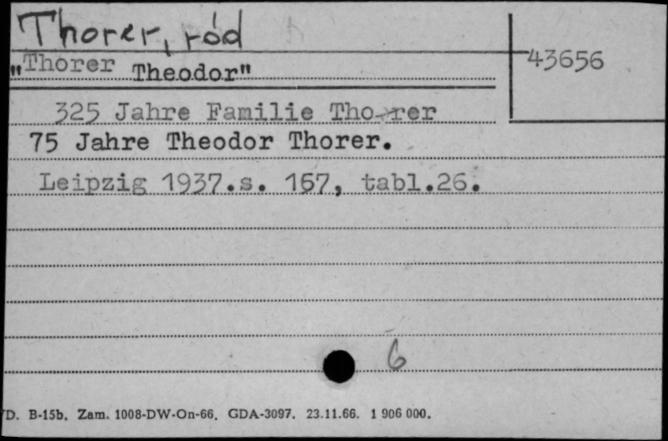 Thorer, ród
43656
"Thorer Theodor"
325 Jahre Familie Thorrer
75 Jahre Theodor Thorer.
Leipzig 1937.s. 157, tabl.26.
6
D. B-15b. Zam. 1008-DW-On-66. GDA-3097. 23.11.66. 1 906 000.